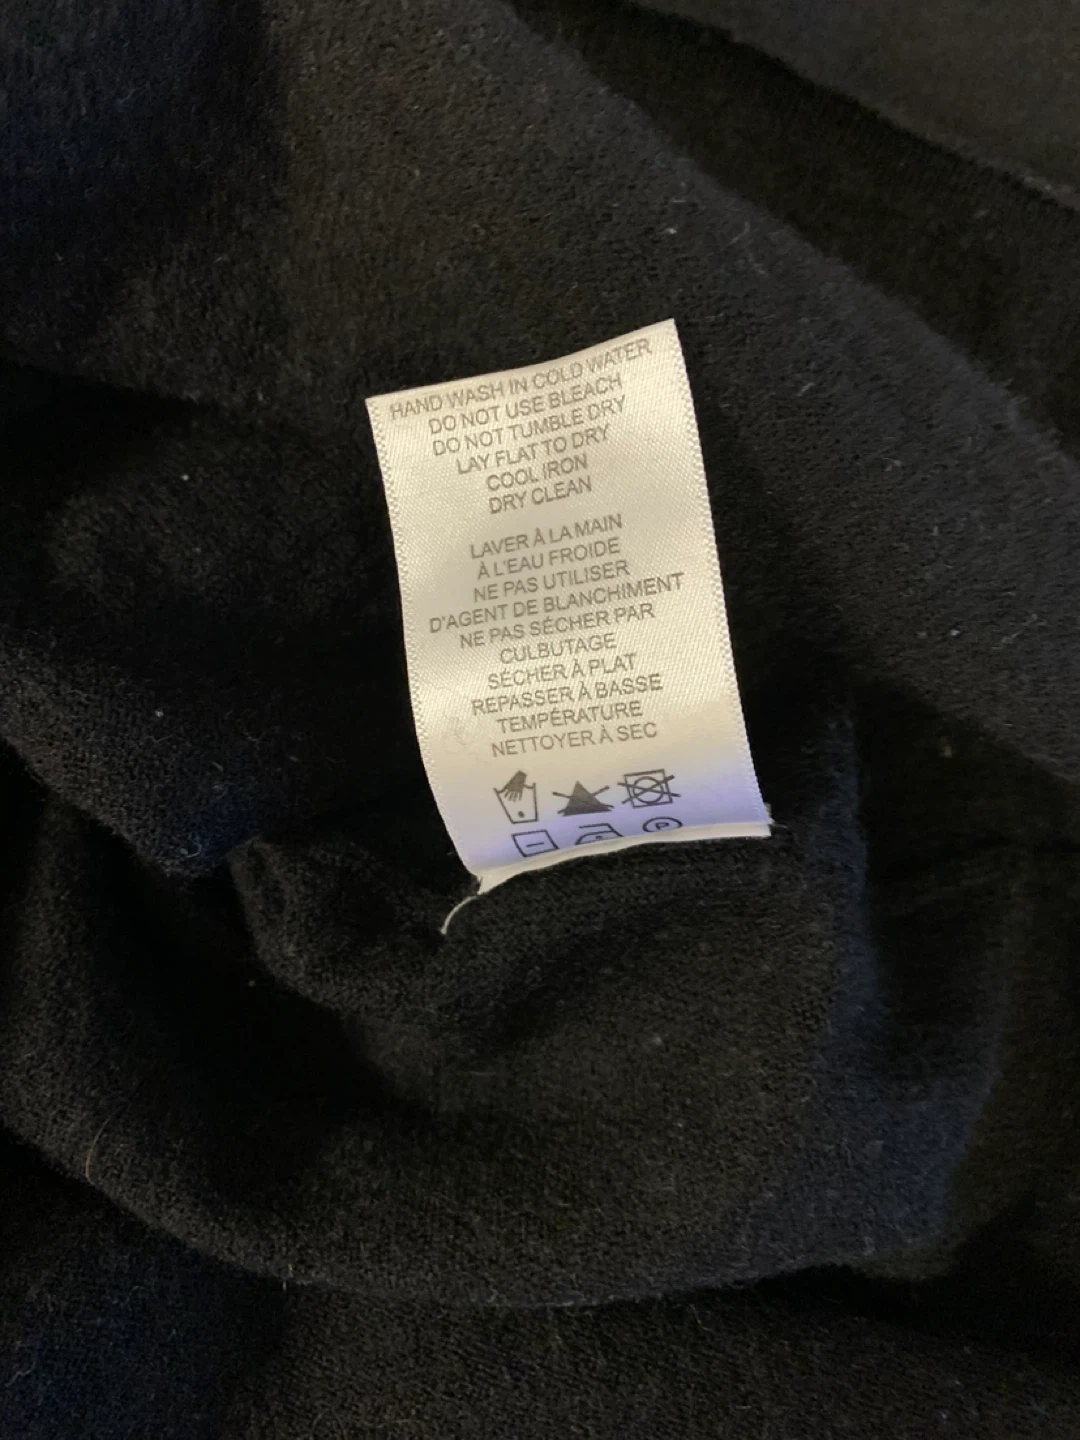 HAND WASH IN COLD WATER
DO NOT USE BLEACH
DO NOT TUMBLE DRY
LAY FLAT TO DRY
COOL IRON
DRY CLEAN
LAVER À LA MAIN
À L'EAU FROIDE
NE PAS UTILISER
D'AGENT DE BLANCHIMENT
NE PAS SÉCHER PAR
CULBUTAGE
SÉCHER À PLAT
REPASSER À BASSE
TEMPÉRATURE
NETTOYER À SEC
P